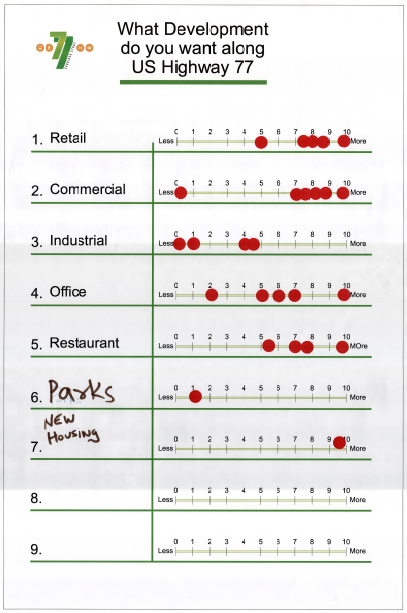 What Development
do you want along
US Highway 77
77
1. Retail
Less 0 1 2 3 4 5 6 7 8 9 10 More
2. Commercial
Less 0 1 2 3 4 5 6 7 8 9 10 More
3. Industrial
Less 0 1 2 3 4 5 6 7 8 9 10 More
4. Office
Less 0 1 2 3 4 5 6 7 8 9 10 More
5. Restaurant
Less 0 1 2 3 4 5 6 7 8 9 10 MOre
6. Parks
Less 0 1 2 3 4 5 6 7 8 9 10 More
NEW
HOUSING
7.
Less 0 1 2 3 4 5 6 7 8 9 10 More
8.
Less 0 1 2 3 4 5 6 7 8 9 10 More
9.
Less 0 1 2 3 4 5 6 7 8 9 10 More